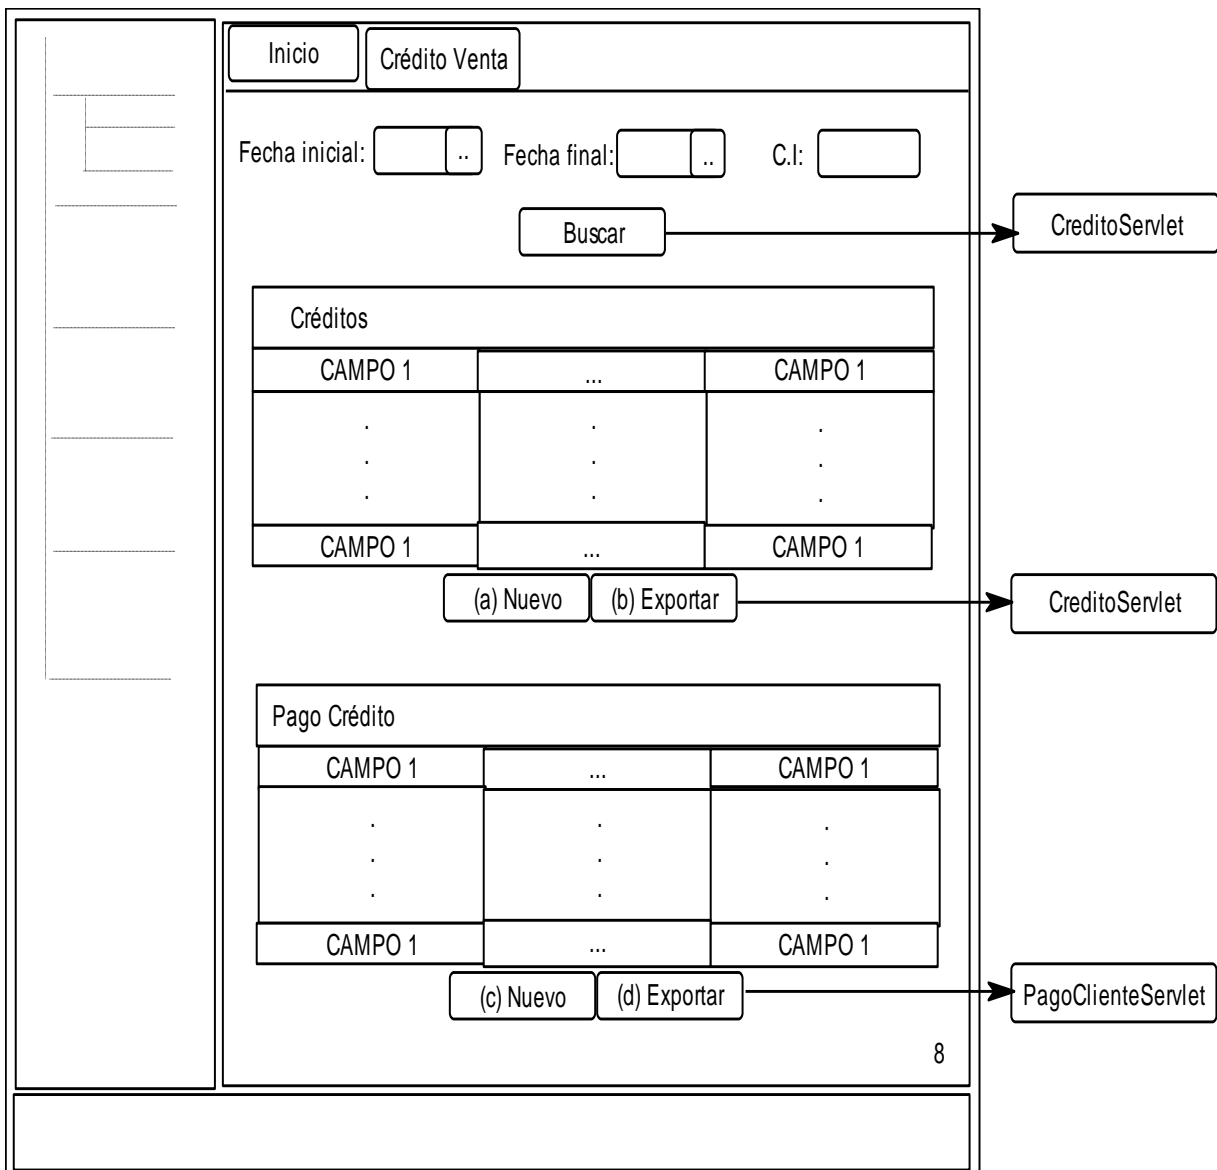 Inicio
Crédito Venta
Fecha inicial: .. Fecha final: .. C.I:
Buscar
CreditoServlet
Créditos
CAMPO 1 ... CAMPO 1
. . .
. . .
. . .
CAMPO 1 ... CAMPO 1
(a) Nuevo (b) Exportar
CreditoServlet
Pago Crédito
CAMPO 1 ... CAMPO 1
. . .
. . .
. . .
CAMPO 1 ... CAMPO 1
(c) Nuevo (d) Exportar
PagoClienteServlet
8